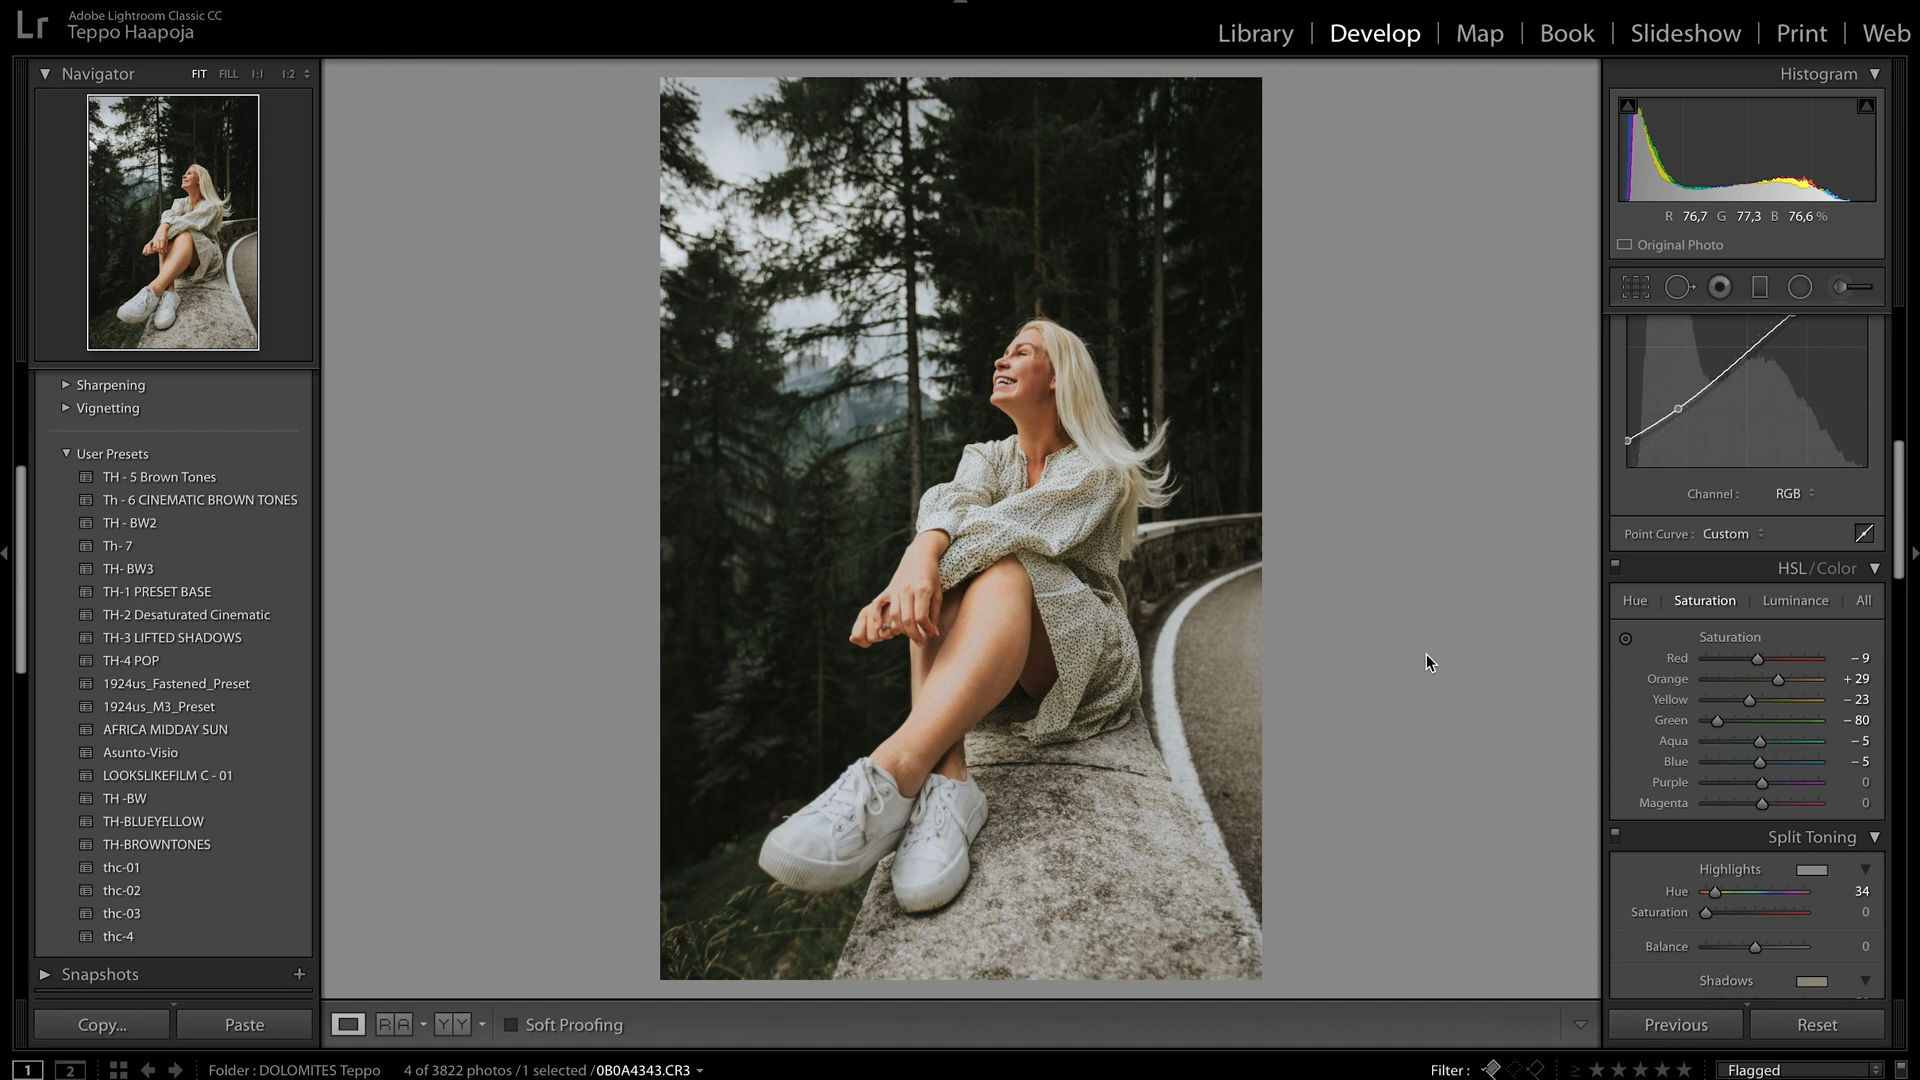 Lr
Adobe Lightroom Classic CC
Teppo Haapoja
Library | Develop | Map | Book | Slideshow | Print | Web
Navigator FIT FILL 1:1 1:2
Sharpening
Vignetting
User Presets
TH - 5 Brown Tones
Th - 6 CINEMATIC BROWN TONES
TH - BW2
Th- 7
TH- BW3
TH-1 PRESET BASE
TH-2 Desaturated Cinematic
TH-3 LIFTED SHADOWS
TH-4 POP
1924us_Fastened_Preset
1924us_M3_Preset
AFRICA MIDDAY SUN
Asunto-Visio
LOOKSLIKEFILM C - 01
TH -BW
TH-BLUEYELLOW
TH-BROWNTONES
thc-01
thc-02
thc-03
thc-4
Snapshots +
Copy... Paste
R A Y Y Soft Proofing
Histogram
R 76,7 G 77,3 B 76,6 %
Original Photo
Channel : RGB
Point Curve : Custom
HSL / Color
Hue | Saturation | Luminance | All
Saturation
Red – 9
Orange + 29
Yellow – 23
Green – 80
Aqua – 5
Blue – 5
Purple 0
Magenta 0
Split Toning
Highlights
Hue 34
Saturation 0
Balance 0
Shadows
Previous Reset
1 2 Folder : DOLOMITES Teppo 4 of 3822 photos /1 selected /0B0A4343.CR3 Filter : ≥ Flagged